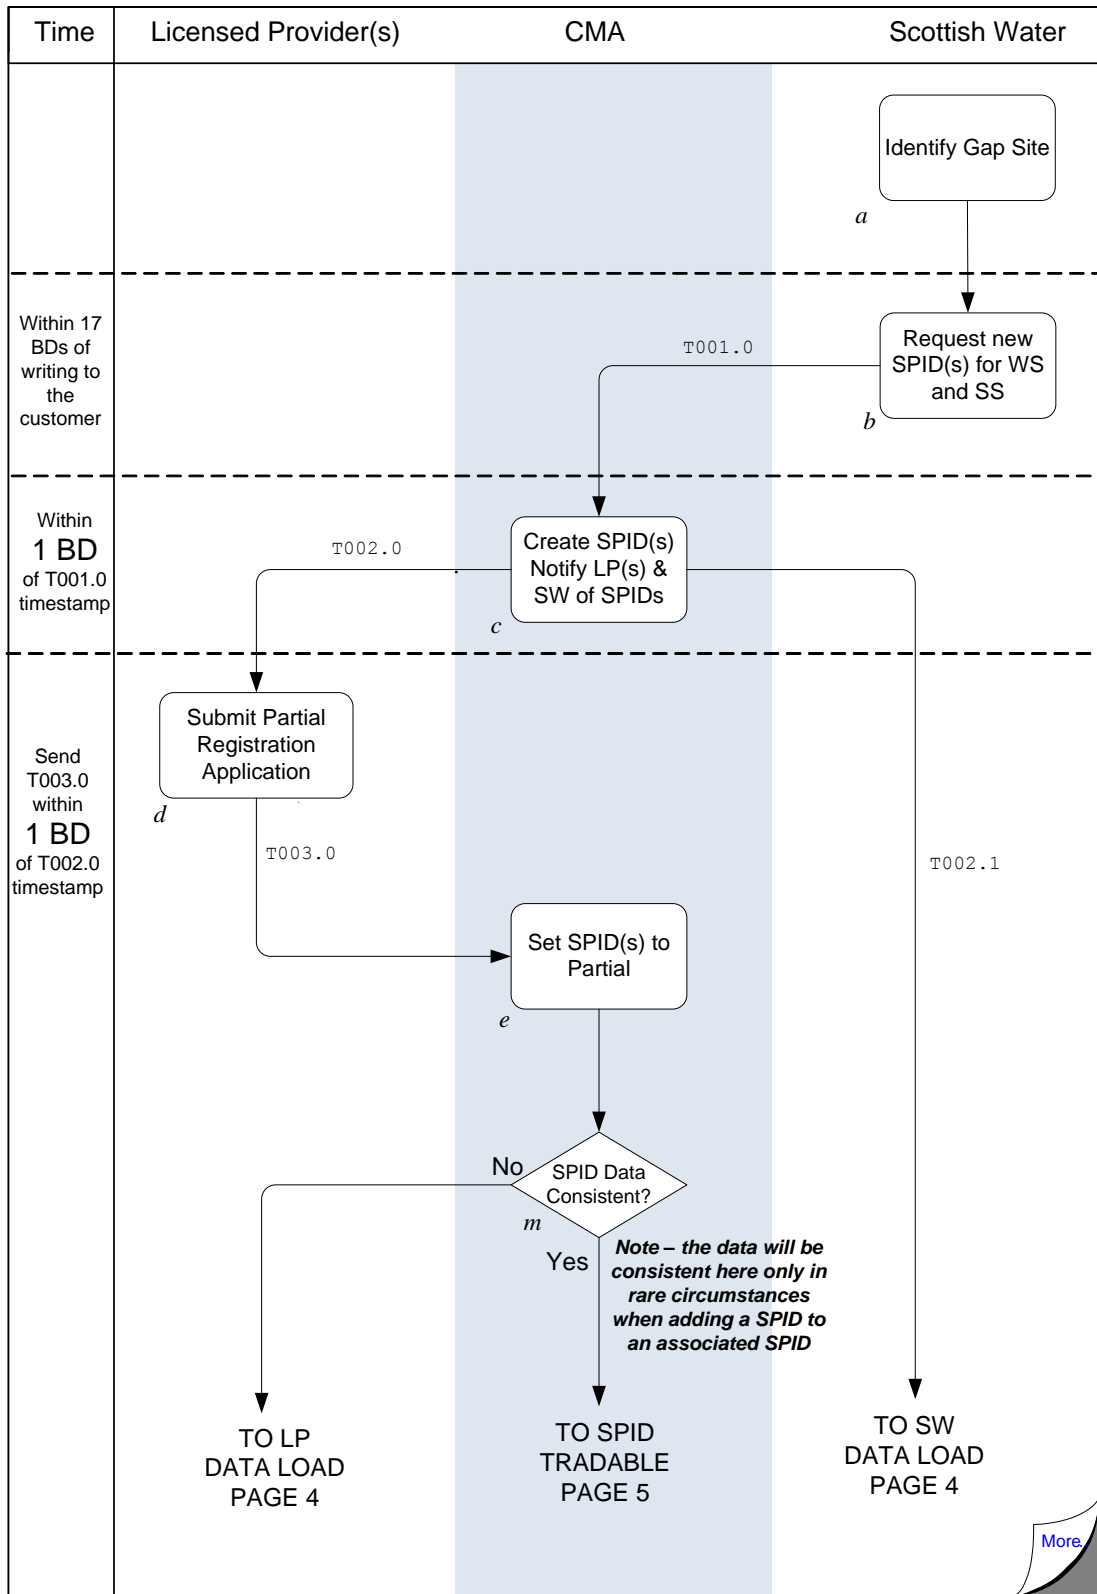 Time
Licensed Provider(s)
CMA
Scottish Water
Identify Gap Site
a
Within 17
BDs of
writing to
the
customer
T001.0
Request new
SPID(s) for WS
and SS
b
Within
1 BD
of T001.0
timestamp
T002.0
Create SPID(s)
Notify LP(s) &
SW of SPIDs
c
Send
T003.0
within
1 BD
of T002.0
timestamp
Submit Partial
Registration
Application
d
T003.0
T002.1
Set SPID(s) to
Partial
e
No
SPID Data
Consistent?
m
Yes
Note – the data will be
consistent here only in
rare circumstances
when adding a SPID to
an associated SPID
TO LP
DATA LOAD
PAGE 4
TO SPID
TRADABLE
PAGE 5
TO SW
DATA LOAD
PAGE 4
More..